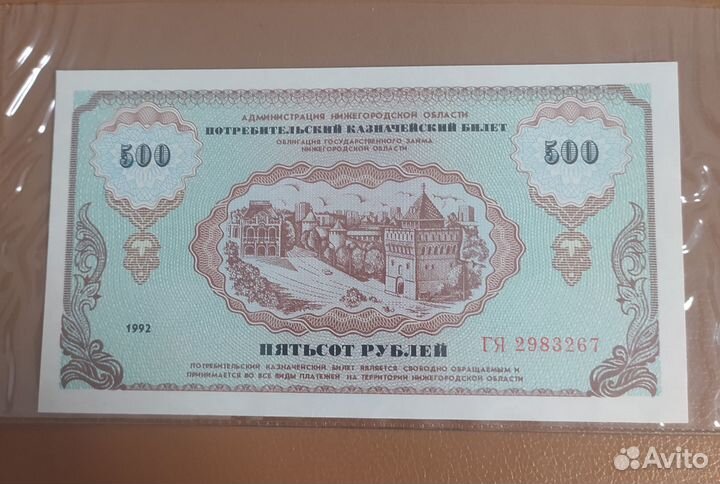 АДМИНИСТРАЦИЯ НИЖЕГОРОДСКОЙ ОБЛАСТИ
ПОТРЕБИТЕЛЬСКИЙ КАЗНАЧЕЙСКИЙ БИЛЕТ
ОБЛИГАЦИЯ ГОСУДАРСТВЕННОГО ЗАЙМА
НИЖЕГОРОДСКОЙ ОБЛАСТИ
500 500
1992
ПЯТЬСОТ РУБЛЕЙ
ГЯ 2983267
ПОТРЕБИТЕЛЬСКИЙ КАЗНАЧЕЙСКИЙ БИЛЕТ ЯВЛЯЕТСЯ СВОБОДНО ОБРАЩАЕМЫМ И
ПРИНИМАЕТСЯ ВО ВСЕ ВИДЫ ПЛАТЕЖЕЙ НА ТЕРРИТОРИИ НИЖЕГОРОДСКОЙ ОБЛАСТИ
Avito